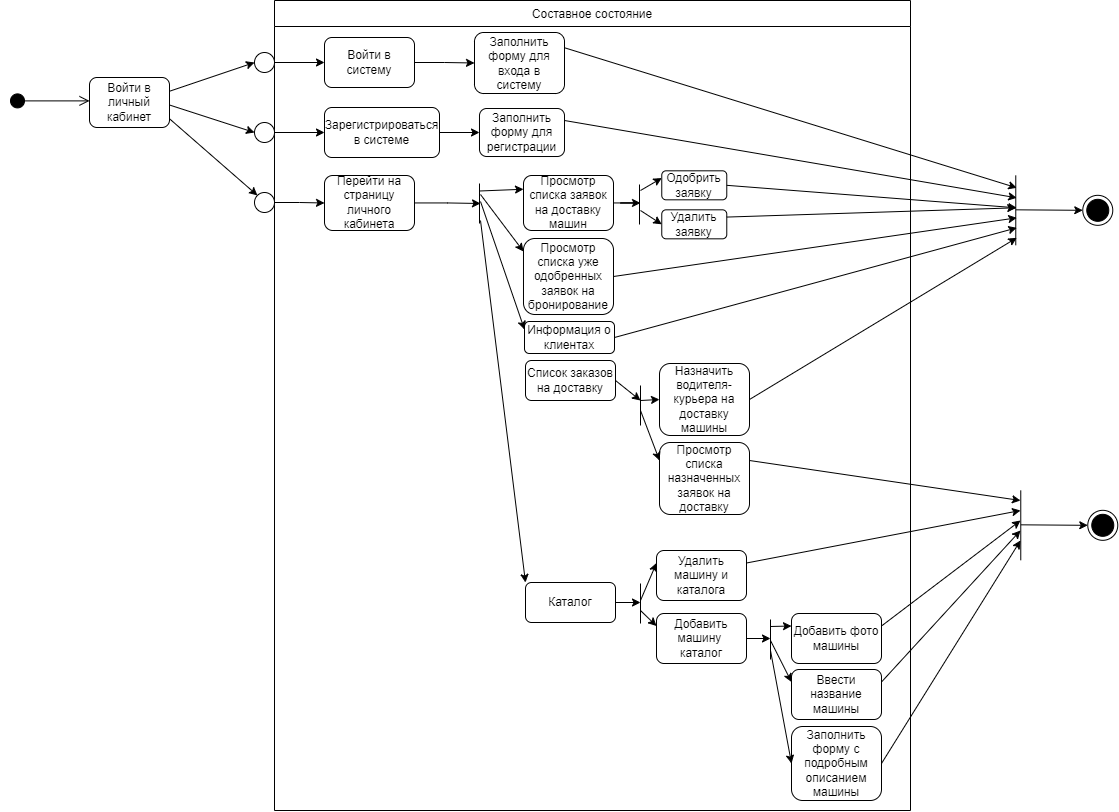 Составное состояние
Войти в
личный
кабинет
Войти в
систему
Заполнить
форму для
входа в
систему
Зарегистрироваться
в системе
Заполнить
форму для
регистрации
Перейти на
страницу
личного
кабинета
Просмотр
списка заявок
на доставку
машин
Одобрить
заявку
Удалить
заявку
Просмотр
списка уже
одобренных
заявок на
бронирование
Информация о
клиентах
Список заказов
на доставку
Назначить
водителя-
курьера на
доставку
машины
Просмотр
списка
назначенных
заявок на
доставку
Каталог
Удалить
машину и
каталога
Добавить
машину
каталог
Добавить фото
машины
Ввести
название
машины
Заполнить
форму с
подробным
описанием
машины